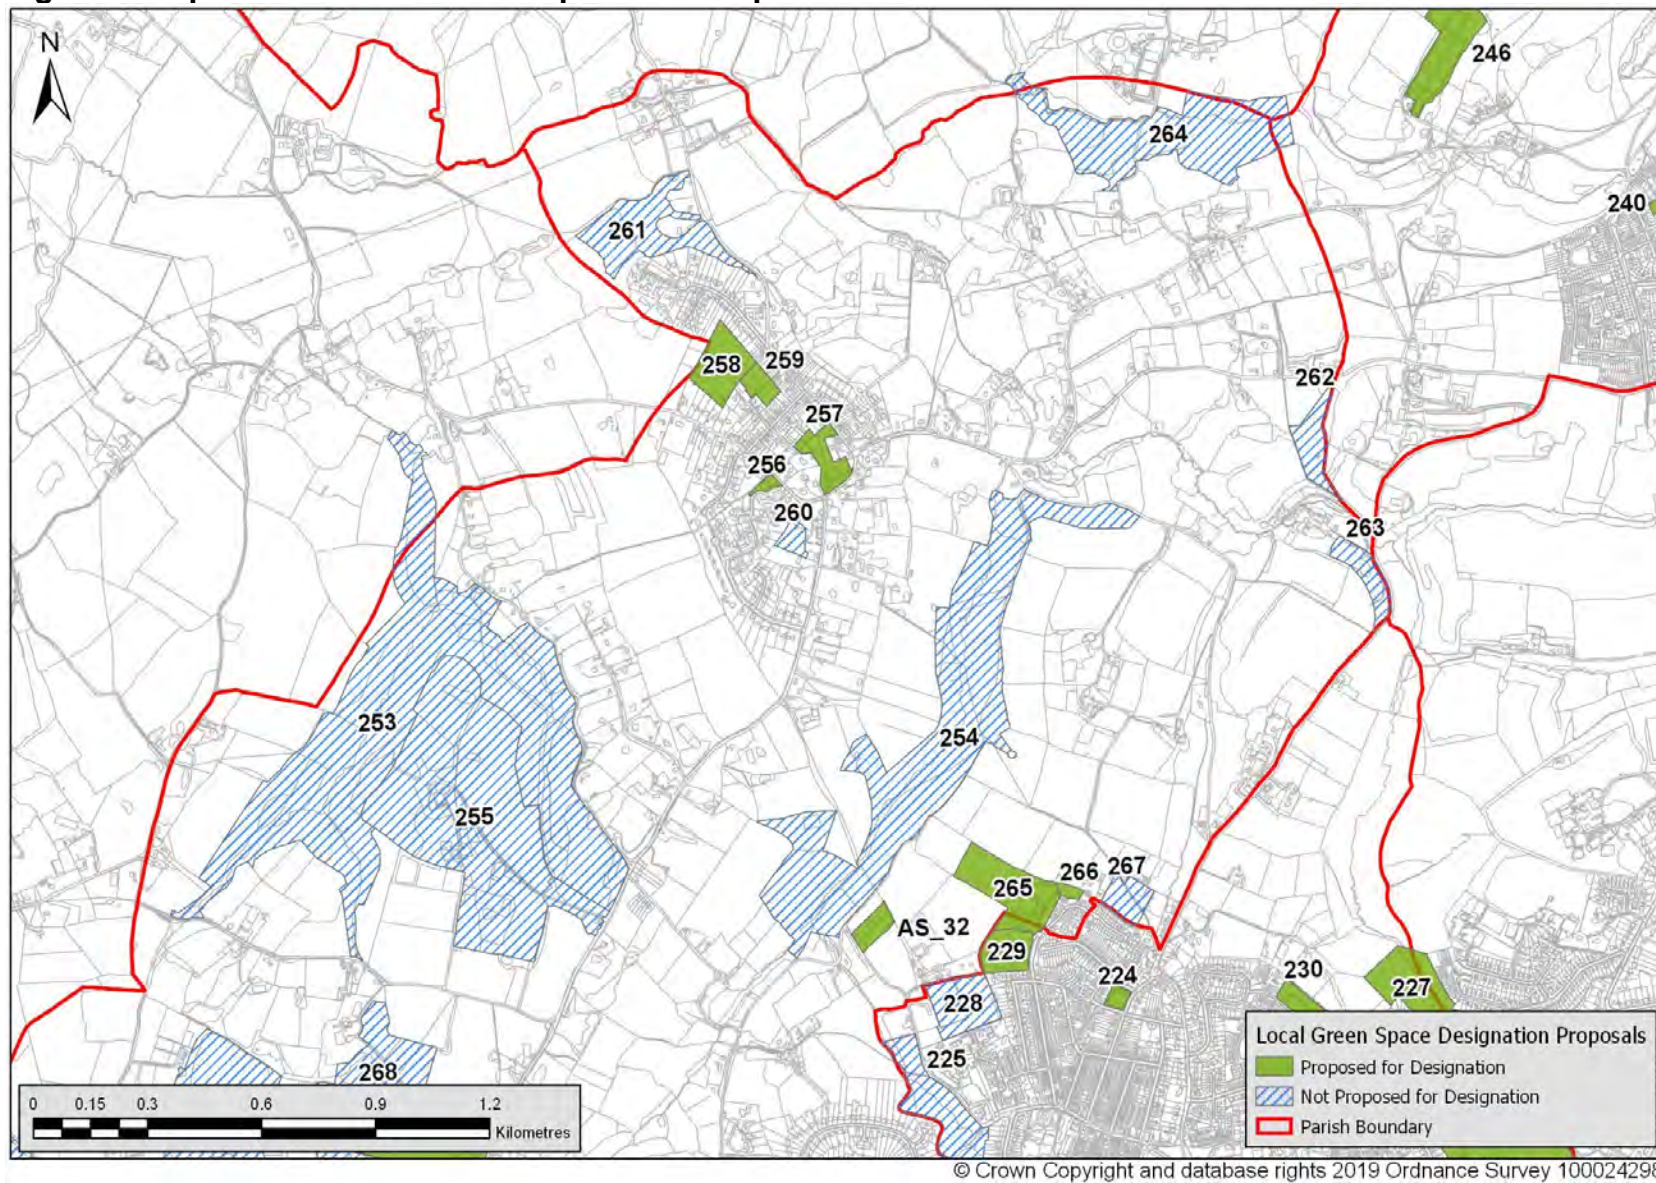 N
246
264
240
261
258
259
262
257
256
260
263
253
254
255
265
266
267
AS_32
229
224
230
227
228
225
268
0 0.15 0.3 0.6 0.9 1.2
Kilometres
Local Green Space Designation Proposals
Proposed for Designation
Not Proposed for Designation
Parish Boundary
© Crown Copyright and database rights 2019 Ordnance Survey 100024298